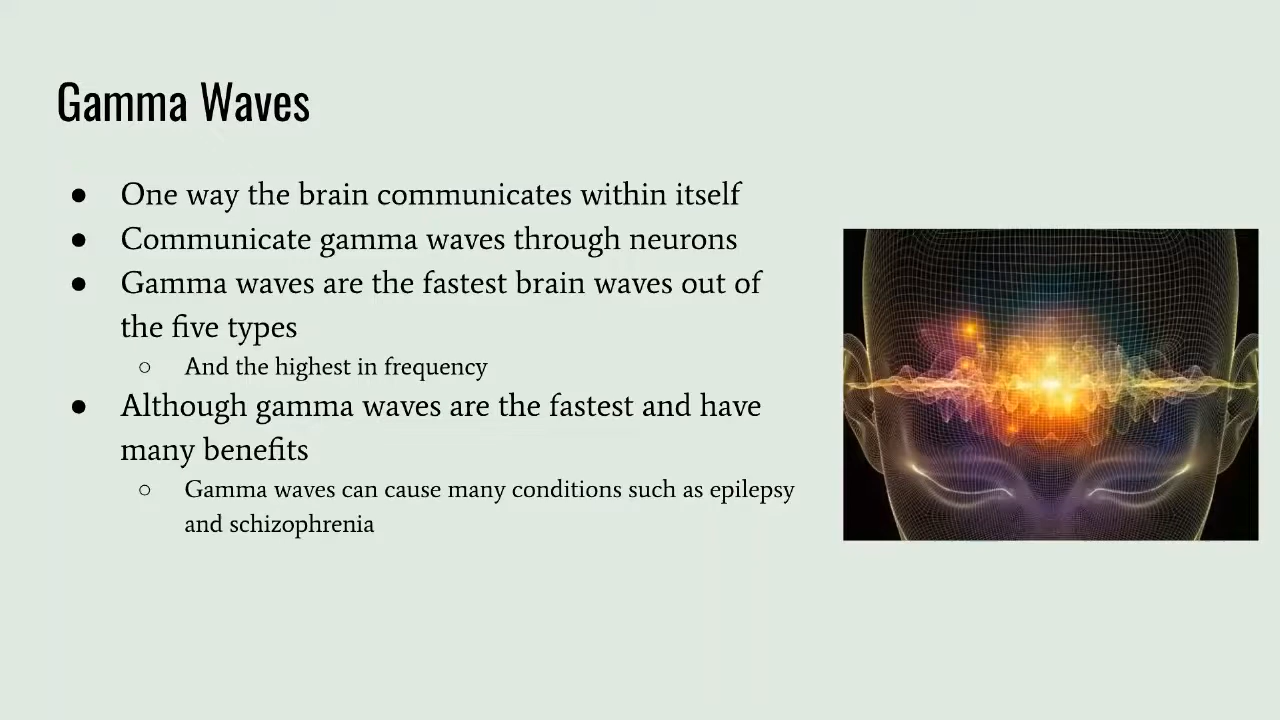 Gamma Waves
● One way the brain communicates within itself
● Communicate gamma waves through neurons
● Gamma waves are the fastest brain waves out of
the five types
○ And the highest in frequency
● Although gamma waves are the fastest and have
many benefits
○ Gamma waves can cause many conditions such as epilepsy
and schizophrenia